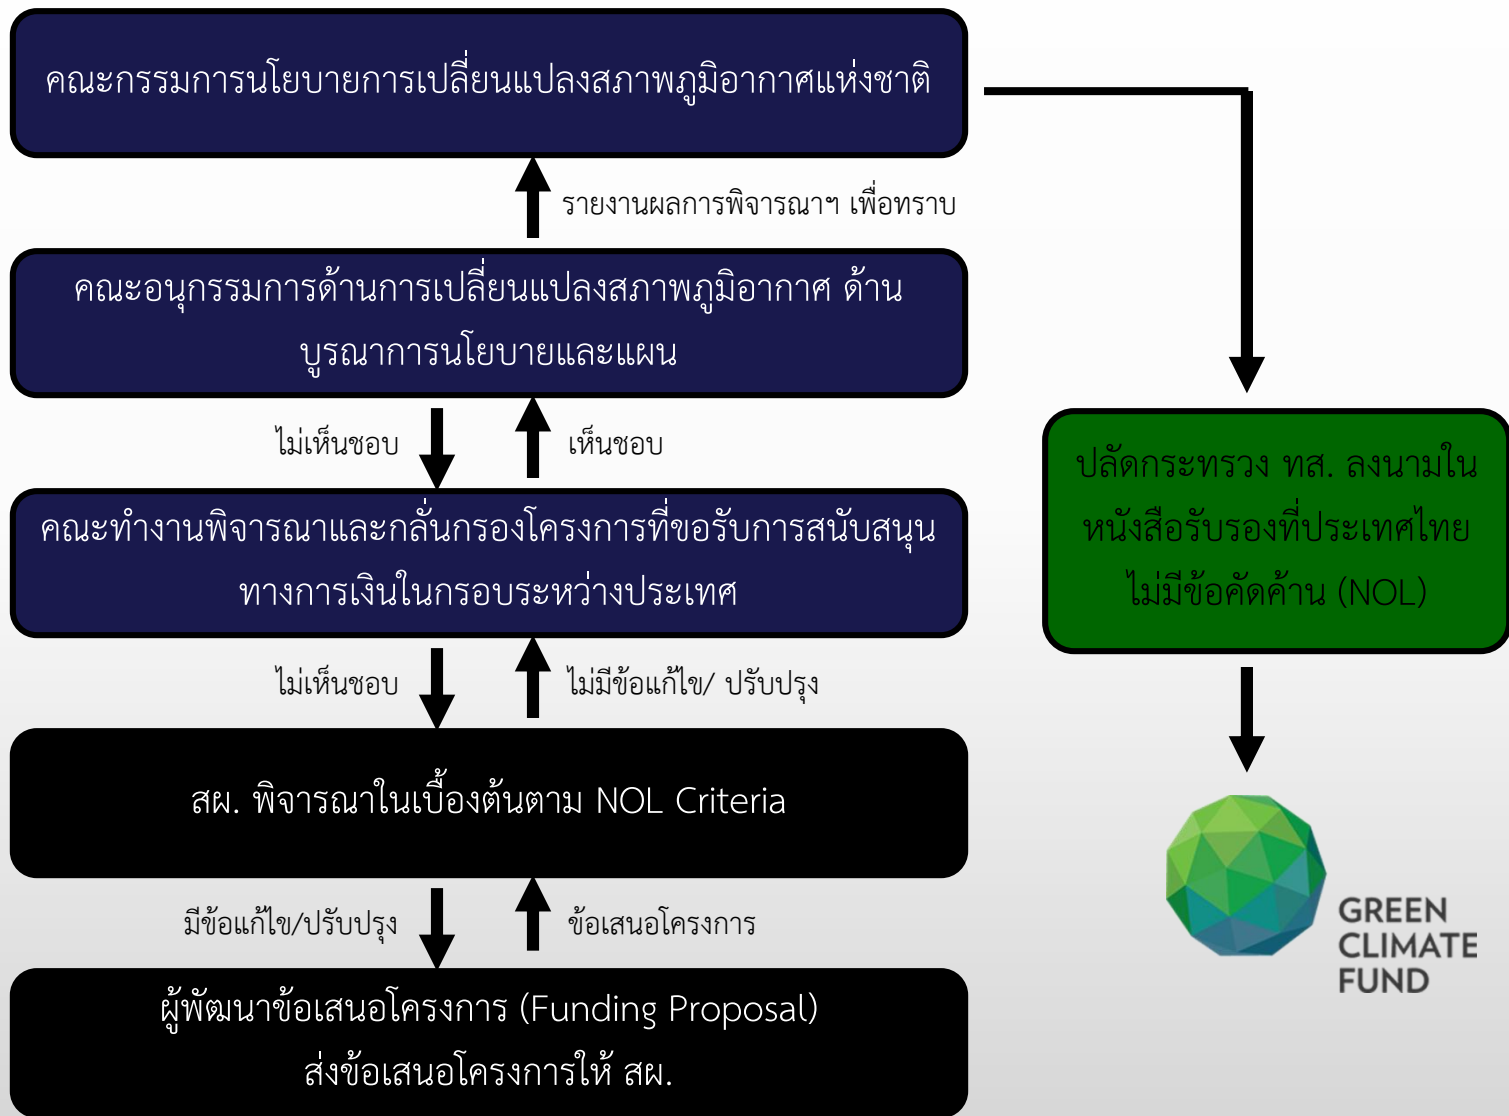 คณะกรรมการนโยบายการเปลี่ยนแปลงสภาพภูมิอากาศแห่งชาติ
รายงานผลการพิจารณาฯ เพื่อทราบ
คณะอนุกรรมการด้านการเปลี่ยนแปลงสภาพภูมิอากาศ ด้าน
บูรณาการนโยบายและแผน
ไม่เห็นชอบ
เห็นชอบ
คณะทำงานพิจารณาและกลั่นกรองโครงการที่ขอรับการสนับสนุน
ทางการเงินในกรอบระหว่างประเทศ
ไม่เห็นชอบ
ไม่มีข้อแก้ไข/ ปรับปรุง
สผ. พิจารณาในเบื้องต้นตาม NOL Criteria
มีข้อแก้ไข/ปรับปรุง
ข้อเสนอโครงการ
ผู้พัฒนาข้อเสนอโครงการ (Funding Proposal)
ส่งข้อเสนอโครงการให้ สผ.
ปลัดกระทรวง ทส. ลงนามใน
หนังสือรับรองที่ประเทศไทย
ไม่มีข้อคัดค้าน (NOL)
GREEN
CLIMATE
FUND